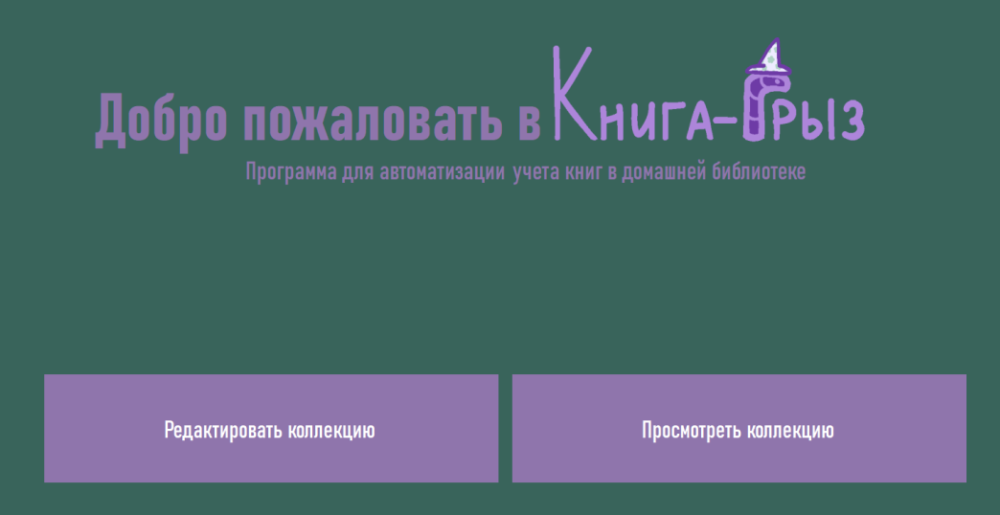 Добро пожаловать в Книга-Грыз
Программа для автоматизации учета книг в домашней библиотеке
Редактировать коллекцию
Просмотреть коллекцию